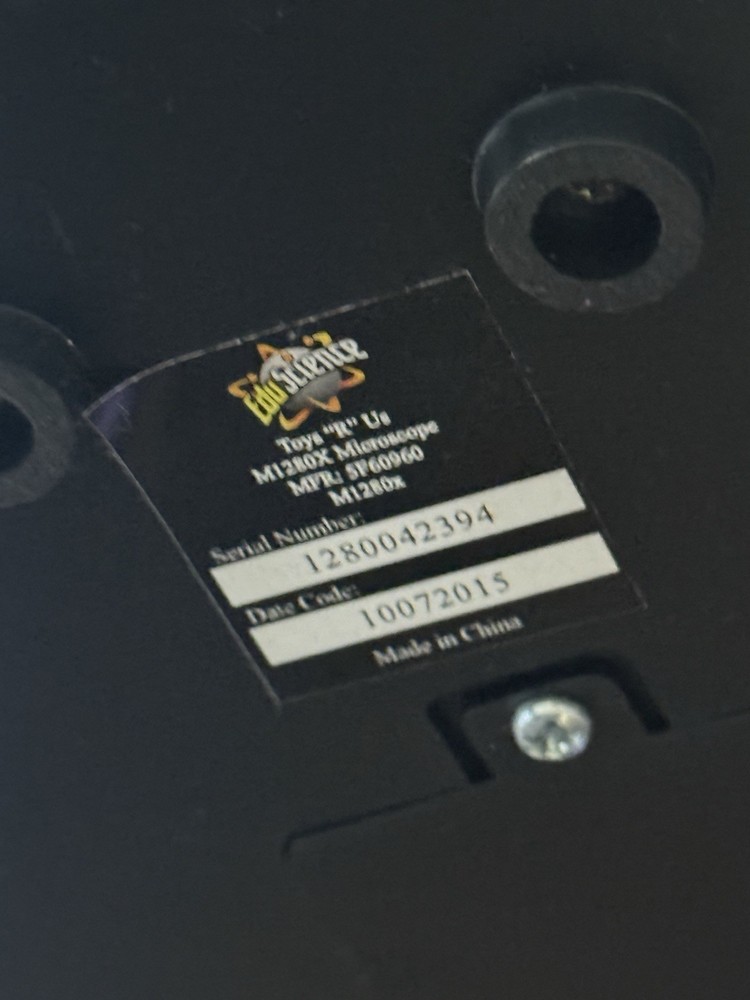 Edu Science
Toys "R" Us
M1280X Microscope
MFR: 5F60960
M1280x
Serial Number:
1280042394
Date Code:
10072015
Made in China